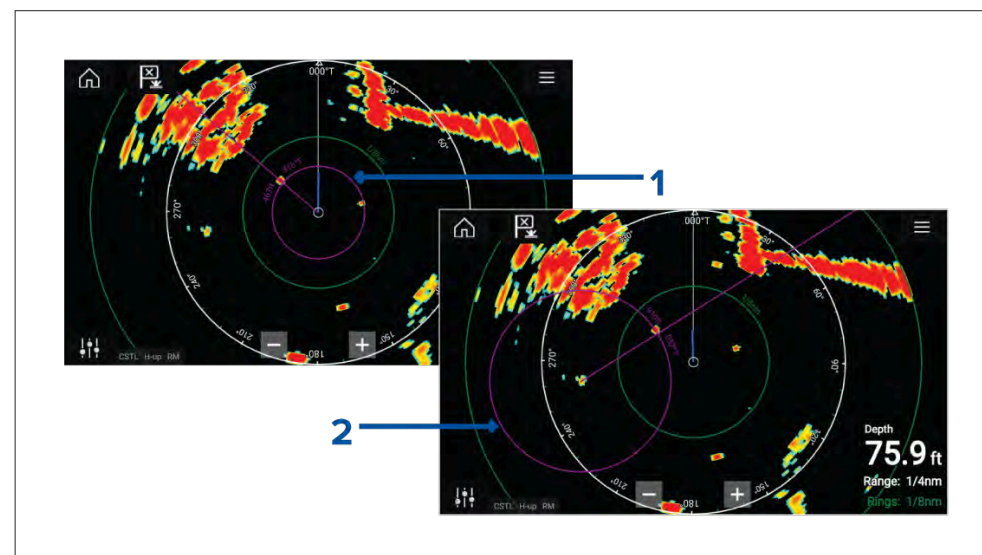 000°T
30°
60°
270°
240°
210°
180°
150°
CSTL H-up RM
1
000°T
30°
60°
90°
120°
150°
180°
210°
240°
270°
Depth
75.9 ft
Range: 1/4nm
Rings: 1/8nm
CSTL H-up RM
2